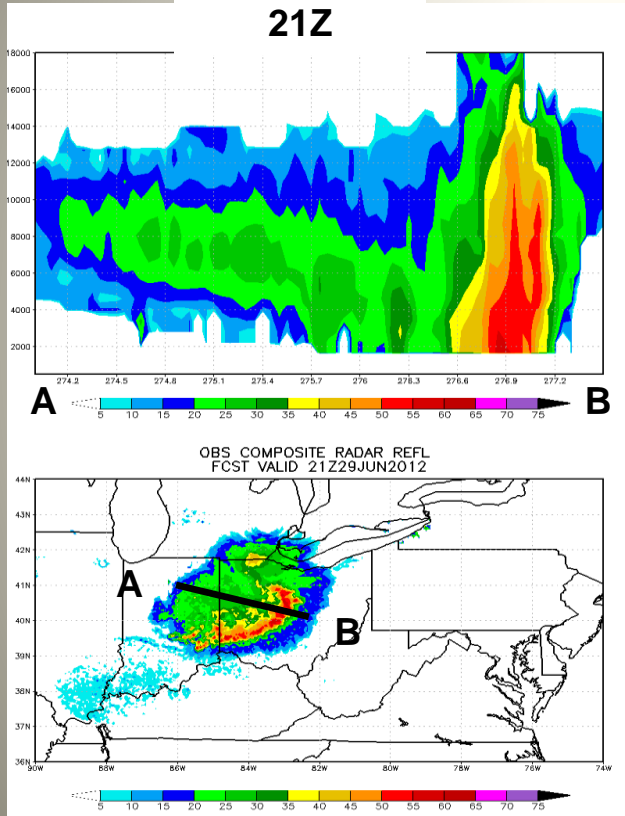 21Z
18000
16000
14000
12000
10000
8000
6000
4000
2000
274.2 274.5 274.8 275.1 275.4 275.7 276 276.3 276.6 276.9 277.2
A 5 10 15 20 25 30 35 40 45 50 55 60 65 70 75 B
OBS COMPOSITE RADAR REFL
FCST VALID 21Z29JUN2012
44N
43N
42N
41N
40N
39N
38N
37N
36N
A
B
90W 88W 86W 84W 82W 80W 78W 76W 74W
5 10 15 20 25 30 35 40 45 50 55 60 65 70 75